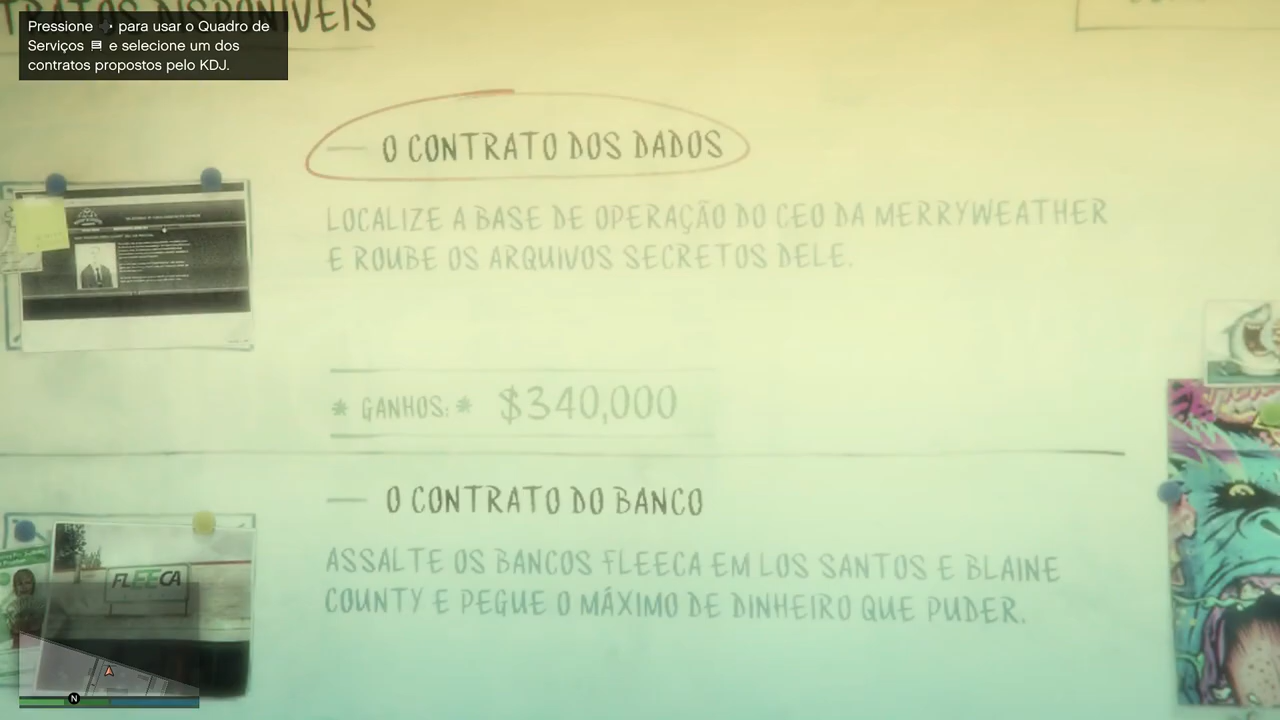 TRATOS DISPONÍVEIS
Pressione para usar o Quadro de
Serviços e selecione um dos
contratos propostos pelo KDJ.
— O CONTRATO DOS DADOS
LOCALIZE A BASE DE OPERAÇÃO DO CEO DA MERRYWEATHER
E ROUBE OS ARQUIVOS SECRETOS DELE.
* GANHOS: * $340,000
— O CONTRATO DO BANCO
FLEECA
ASSALTE OS BANCOS FLEECA EM LOS SANTOS E BLAINE
COUNTY E PEGUE O MÁXIMO DE DINHEIRO QUE PUDER.
N